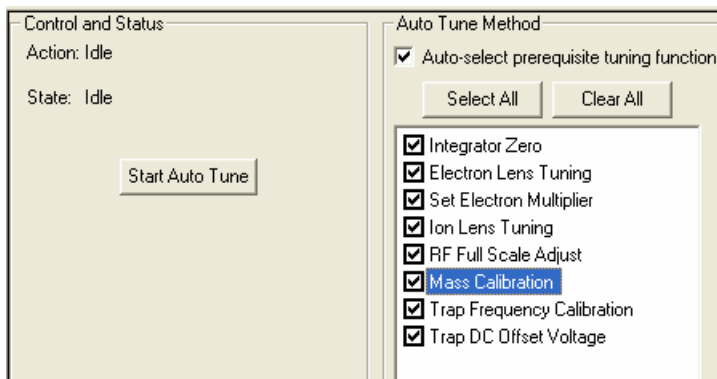 Control and Status
Action: Idle
State: Idle
Start Auto Tune
Auto Tune Method
Auto-select prerequisite tuning function
Select All
Clear All
Integrator Zero
Electron Lens Tuning
Set Electron Multiplier
Ion Lens Tuning
RF Full Scale Adjust
Mass Calibration
Trap Frequency Calibration
Trap DC Offset Voltage